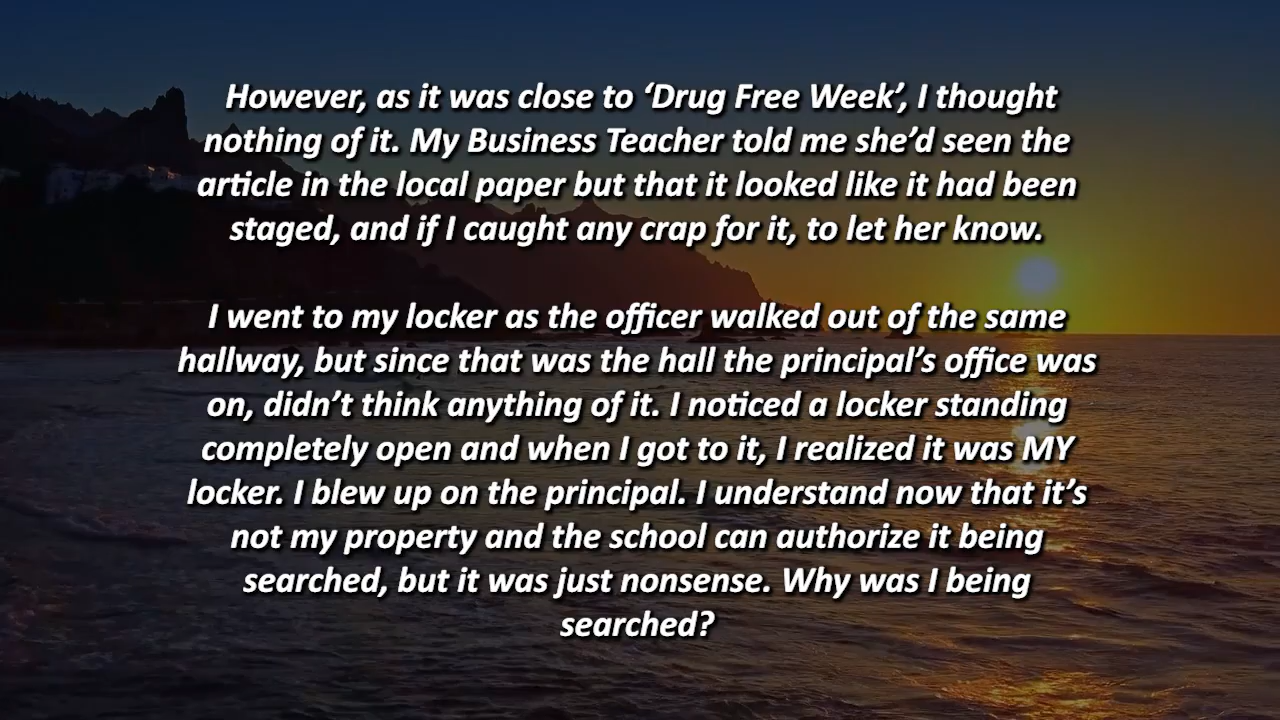 However, as it was close to ‘Drug Free Week’, I thought
nothing of it. My Business Teacher told me she’d seen the
article in the local paper but that it looked like it had been
staged, and if I caught any crap for it, to let her know.
I went to my locker as the officer walked out of the same
hallway, but since that was the hall the principal’s office was
on, didn’t think anything of it. I noticed a locker standing
completely open and when I got to it, I realized it was MY
locker. I blew up on the principal. I understand now that it’s
not my property and the school can authorize it being
searched, but it was just nonsense. Why was I being
searched?